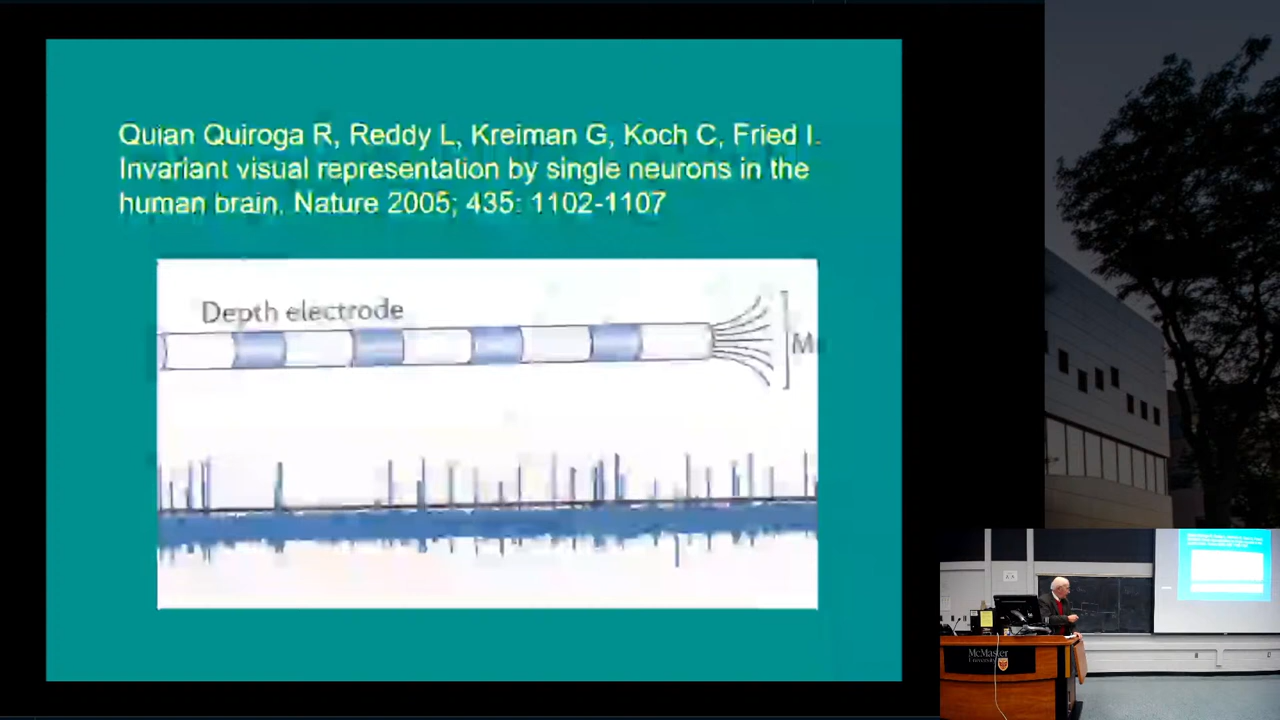 Quian Quiroga R, Reddy L, Kreiman G, Koch C, Fried I.
Invariant visual representation by single neurons in the
human brain. Nature 2005; 435: 1102-1107
Depth electrode
McMaster
University